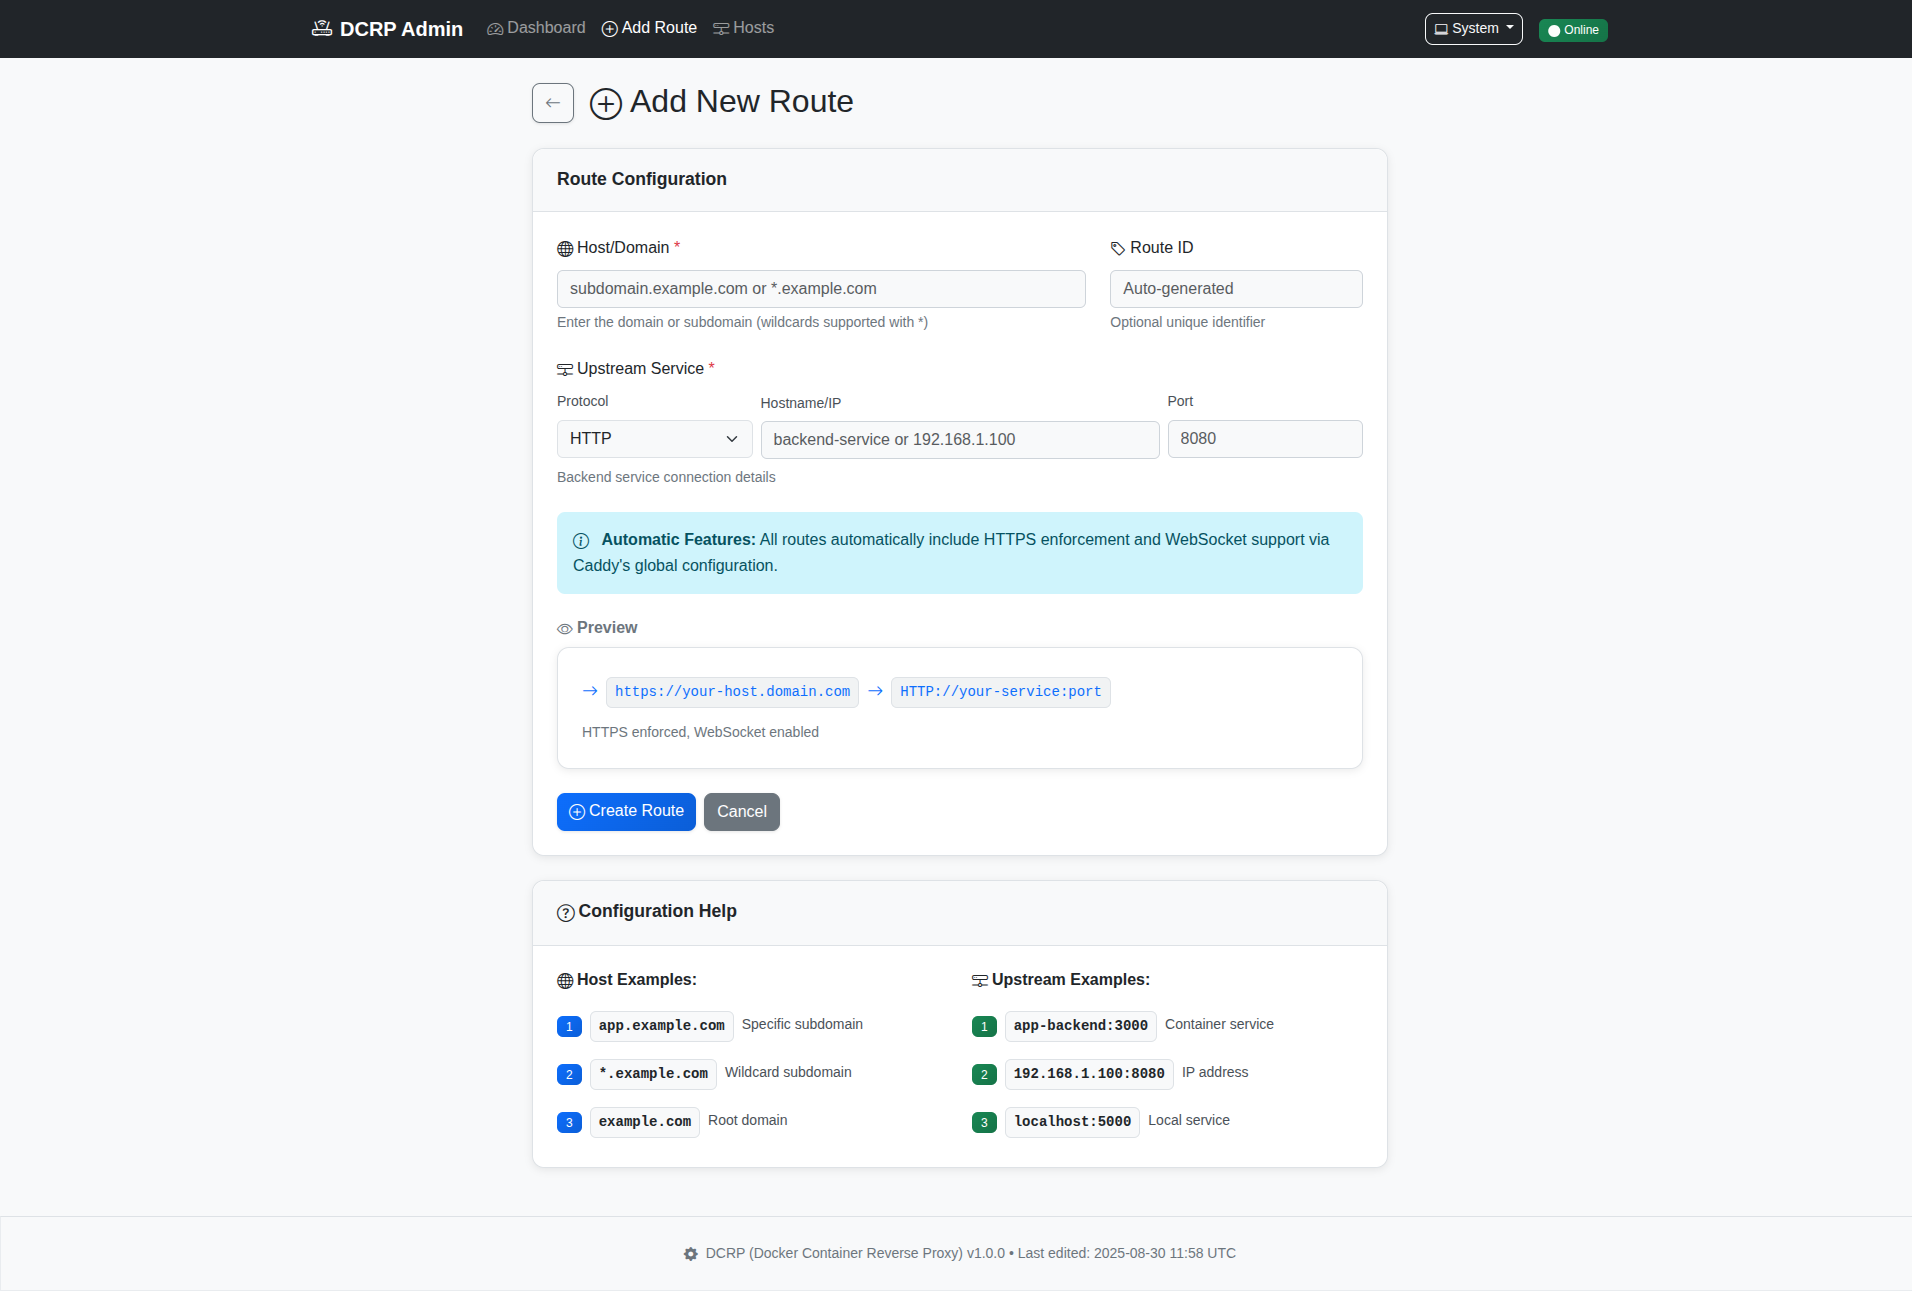 DCRP Admin Dashboard Add Route Hosts System Online
Add New Route
Route Configuration
Host/Domain * Route ID
subdomain.example.com or *.example.com Auto-generated
Enter the domain or subdomain (wildcards supported with *) Optional unique identifier
Upstream Service *
Protocol Hostname/IP Port
HTTP backend-service or 192.168.1.100 8080
Backend service connection details
Automatic Features: All routes automatically include HTTPS enforcement and WebSocket support via
Caddy's global configuration.
Preview
→ https://your-host.domain.com → HTTP://your-service:port
HTTPS enforced, WebSocket enabled
Create Route Cancel
Configuration Help
Host Examples: Upstream Examples:
1 app.example.com Specific subdomain 1 app-backend:3000 Container service
2 *.example.com Wildcard subdomain 2 192.168.1.100:8080 IP address
3 example.com Root domain 3 localhost:5000 Local service
DCRP (Docker Container Reverse Proxy) v1.0.0 • Last edited: 2025-08-30 11:58 UTC